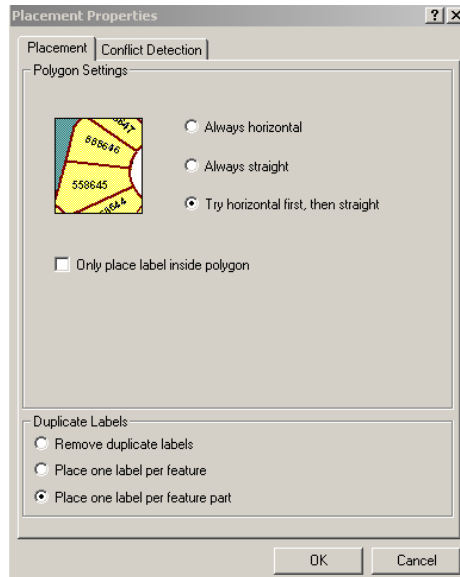 Placement Properties
Placement
Conflict Detection
Polygon Settings
Always horizontal
Always straight
Try horizontal first, then straight
888646
558645
Only place label inside polygon
Duplicate Labels
Remove duplicate labels
Place one label per feature
Place one label per feature part
OK
Cancel